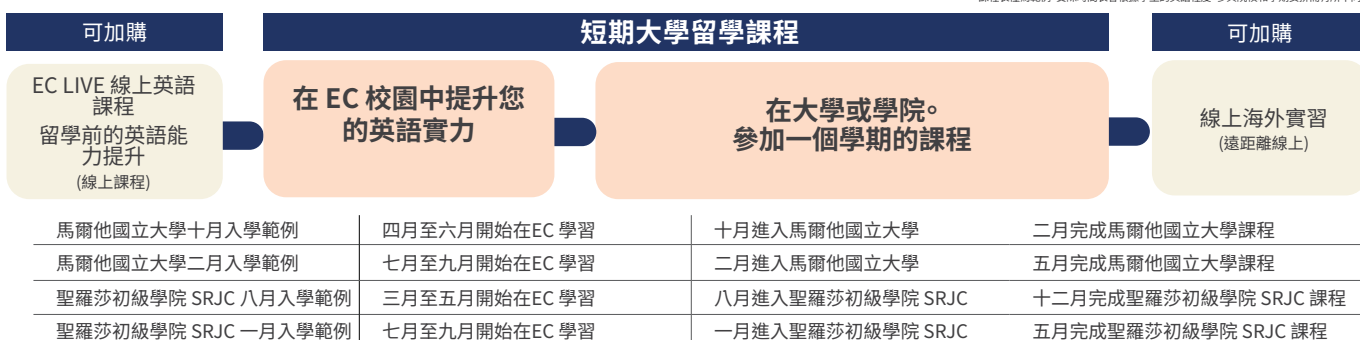 可加購
短期大學留學課程
可加購
EC LIVE 線上英語
課程
留學前的英語能
力提升
(線上課程)
在 EC 校園中提升您
的英語實力
在大學或學院。
參加一個學期的課程
線上海外實習
(遠距離線上)
馬爾他國立大學十月入學範例 四月至六月開始在EC 學習 十月進入馬爾他國立大學 二月完成馬爾他國立大學課程
馬爾他國立大學二月入學範例 七月至九月開始在EC 學習 二月進入馬爾他國立大學 五月完成馬爾他國立大學課程
聖羅莎初級學院 SRJC 八月入學範例 三月至五月開始在EC 學習 八月進入聖羅莎初級學院 SRJC 十二月完成聖羅莎初級學院 SRJC 課程
聖羅莎初級學院 SRJC 一月入學範例 七月至九月開始在EC 學習 一月進入聖羅莎初級學院 SRJC 五月完成聖羅莎初級學院 SRJC 課程